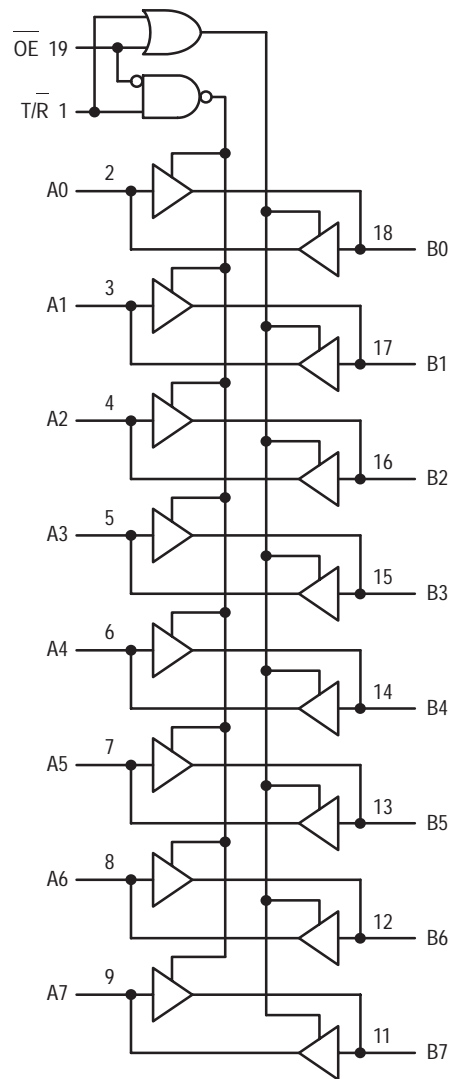 O̅E̅ 19
T/R̅ 1
A0 2
18 B0
A1 3
17 B1
A2 4
16 B2
A3 5
15 B3
A4 6
14 B4
A5 7
13 B5
A6 8
12 B6
A7 9
11 B7